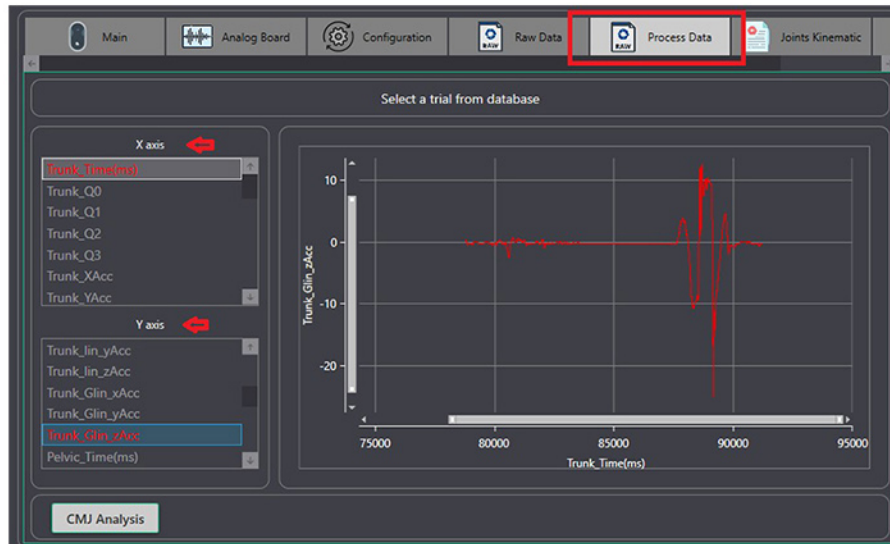 Main Analog Board Configuration Raw Data Process Data Joints Kinematic
RAW RAW
Select a trial from database
X axis
Trunk_Time(ms)
Trunk_Q0
Trunk_Q1
Trunk_Q2
Trunk_Q3
Trunk_XAcc
Trunk_YAcc
Y axis
Trunk_lin_yAcc
Trunk_lin_zAcc
Trunk_Glin_xAcc
Trunk_Glin_yAcc
Trunk_Glin_zAcc
Pelvic_Time(ms)
Trunk_Glin_zAcc
10
0
-10
-20
75000 80000 85000 90000 95000
Trunk_Time(ms)
CMJ Analysis